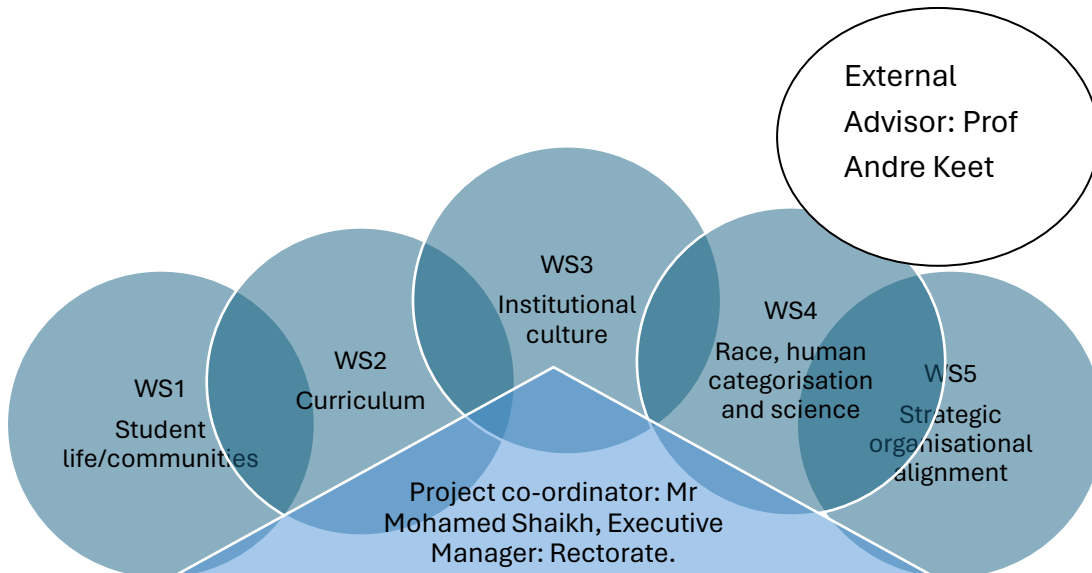 External
Advisor: Prof
Andre Keet
WS1
Student
life/communities
WS2
Curriculum
WS3
Institutional
culture
WS4
Race, human
categorisation
and science
WS5
Strategic
organisational
alignment
Project co-ordinator: Mr
Mohamed Shaikh, Executive
Manager: Rectorate.